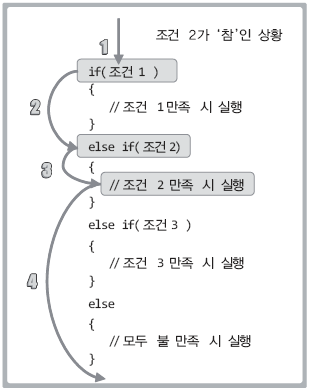 조건 2가 '참'인 상황
1
if(조건 1 )
{
//조건 1만족 시 실행
}
2
else if(조건2)
3
{
//조건 2 만족 시 실행
}
else if(조건3 )
{
//조건 3 만족 시 실행
4
}
else
{
//모두 불 만족 시 실행
}